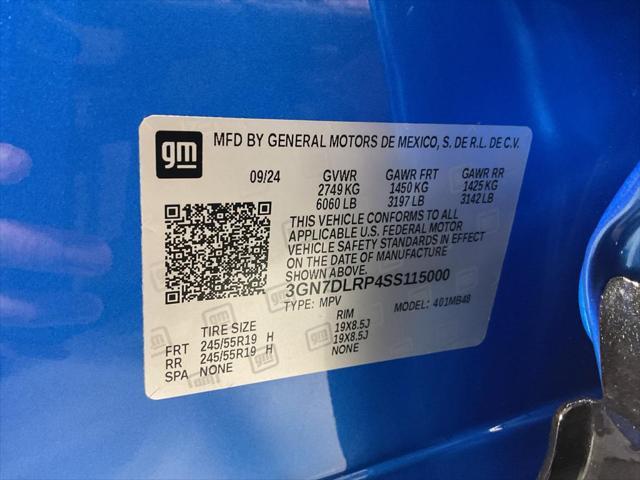 gm
MFD BY GENERAL MOTORS DE MEXICO, S. DE R.L. DE C.V.
09/24 GVWR GAWR FRT GAWR RR
2749 KG 1450 KG 1425 KG
6060 LB 3197 LB 3142 LB
THIS VEHICLE CONFORMS TO ALL
APPLICABLE U.S. FEDERAL MOTOR
VEHICLE SAFETY STANDARDS IN EFFECT
ON THE DATE OF MANUFACTURE
SHOWN ABOVE.
3GN7DLRP4SS115000
TYPE: MPV MODEL: 401MB48
TIRE SIZE RIM
FRT 245/55R19 H 19X8.5J
RR 245/55R19 H 19X8.5J
SPA NONE NONE